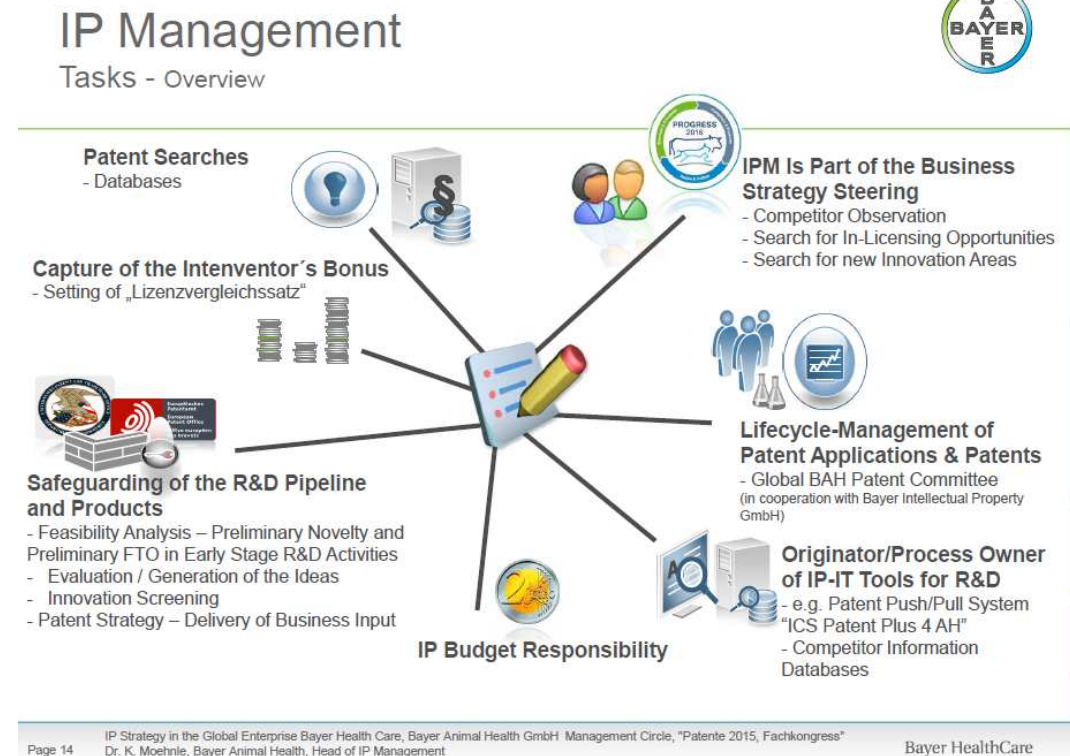 IP Management
Tasks - Overview
BAYER
BAYER
Patent Searches
- Databases
PROGRESS
2016
IPM Is Part of the Business
Strategy Steering
- Competitor Observation
- Search for In-Licensing Opportunities
- Search for new Innovation Areas
Capture of the Intenventor´s Bonus
- Setting of „Lizenzvergleichssatz“
Europäisches
Patentamt
European
Patent Office
Safeguarding of the R&D Pipeline
and Products
- Feasibility Analysis – Preliminary Novelty and
Preliminary FTO in Early Stage R&D Activities
- Evaluation / Generation of the Ideas
- Innovation Screening
- Patent Strategy – Delivery of Business Input
Lifecycle-Management of
Patent Applications & Patents
- Global BAH Patent Committee
(in cooperation with Bayer Intellectual Property
GmbH)
Originator/Process Owner
of IP-IT Tools for R&D
- e.g. Patent Push/Pull System
“ICS Patent Plus 4 AH”
- Competitor Information
Databases
IP Budget Responsibility
Page 14
IP Strategy in the Global Enterprise Bayer Health Care, Bayer Animal Health GmbH Management Circle, "Patente 2015, Fachkongress"
Dr. K. Moehnle, Bayer Animal Health, Head of IP Management
Bayer HealthCare